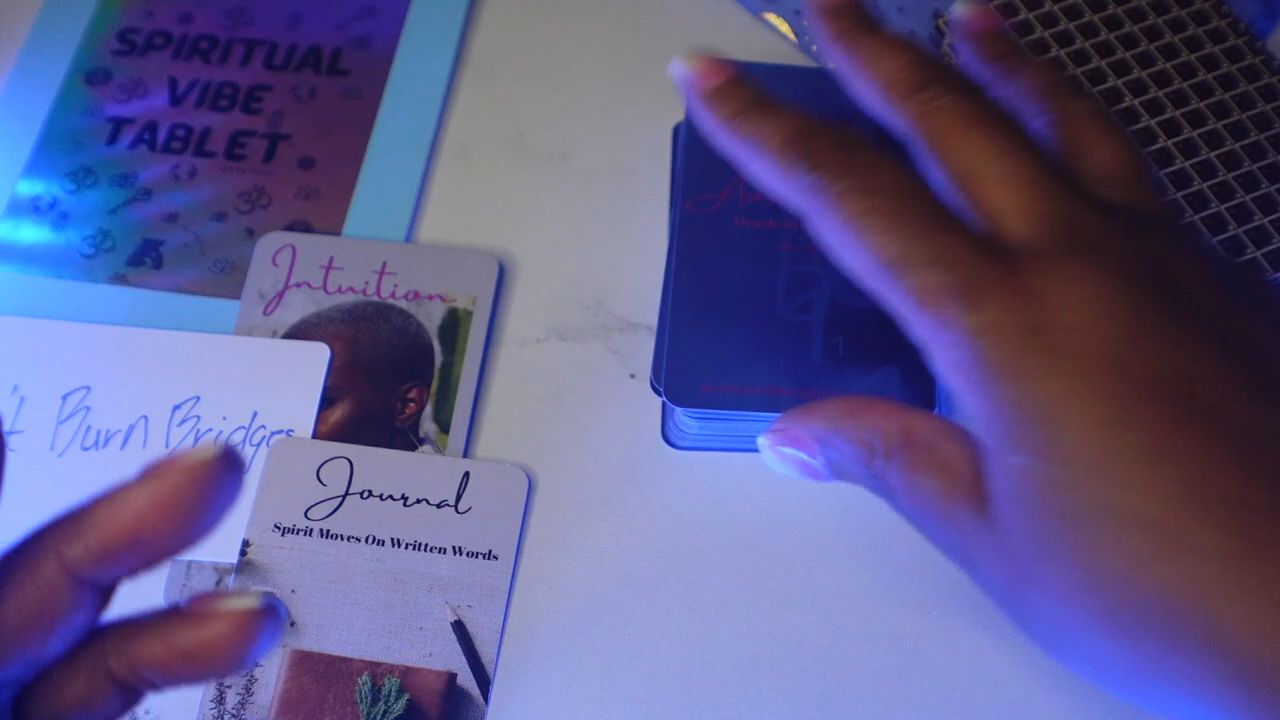 SPIRITUAL
VIBE
TABLET
Intuition
Burn Bridges
Journal
Spirit Moves On Written Words